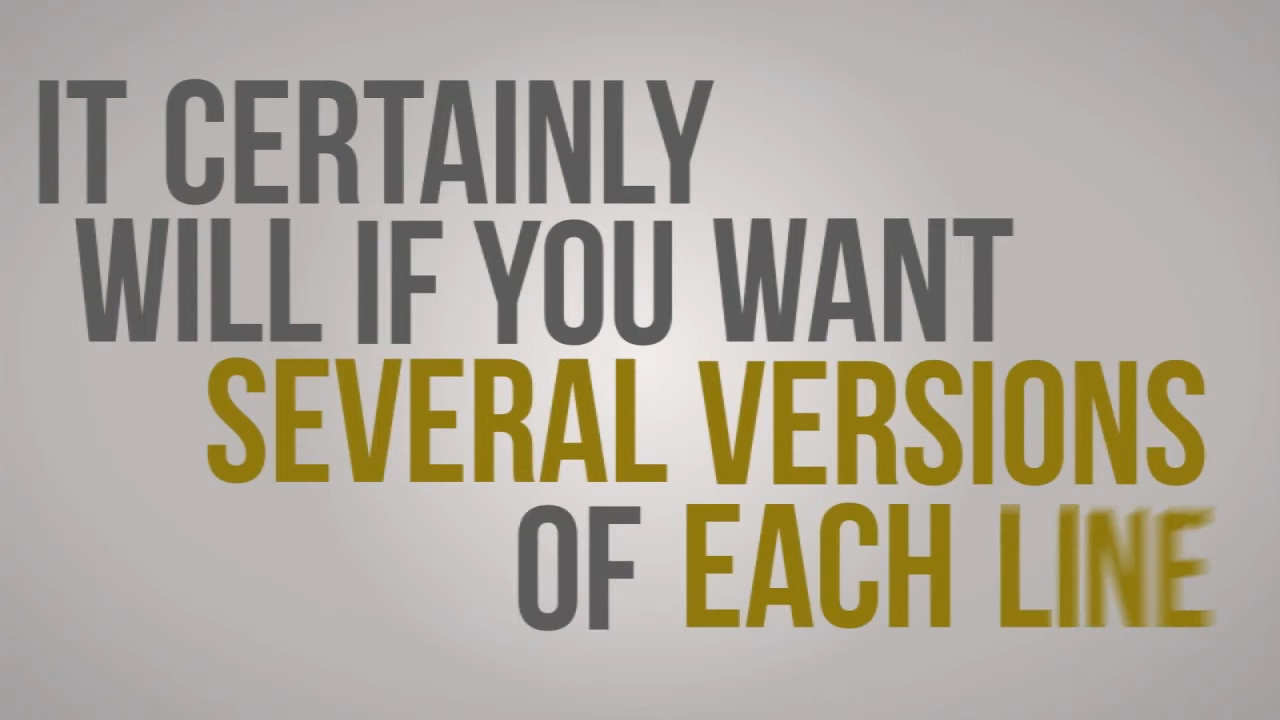 IT CERTAINLY
WILL IF YOU WANT
SEVERAL VERSIONS
OF EACH LINE